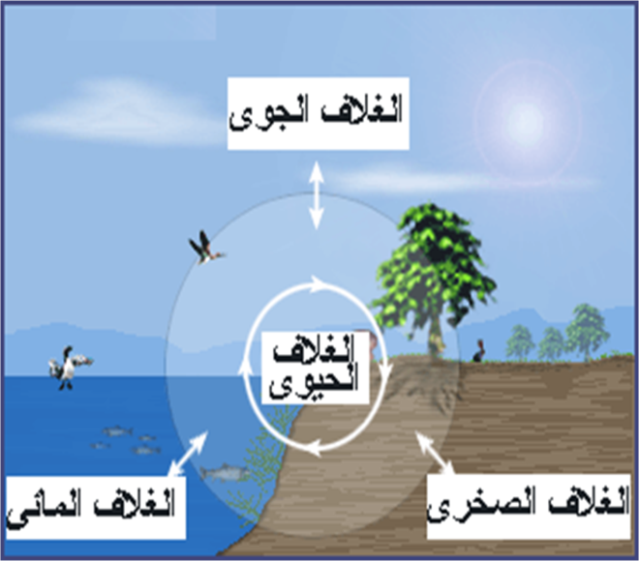 الغلاف الجوى
الغلاف
الحيوى
الغلاف المائى
الغلاف الصخرى